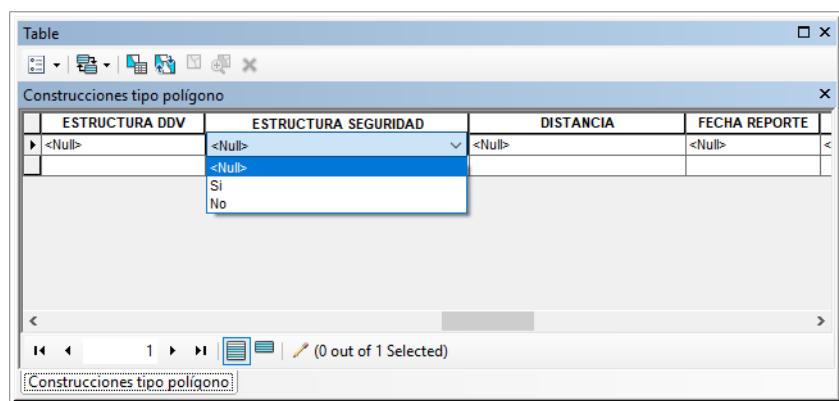 Table
Construcciones tipo polígono
ESTRUCTURA DDV ESTRUCTURA SEGURIDAD DISTANCIA FECHA REPORTE
<Null> <Null> <Null> <Null> <
<Null>
Si
No
1 (0 out of 1 Selected)
Construcciones tipo polígono